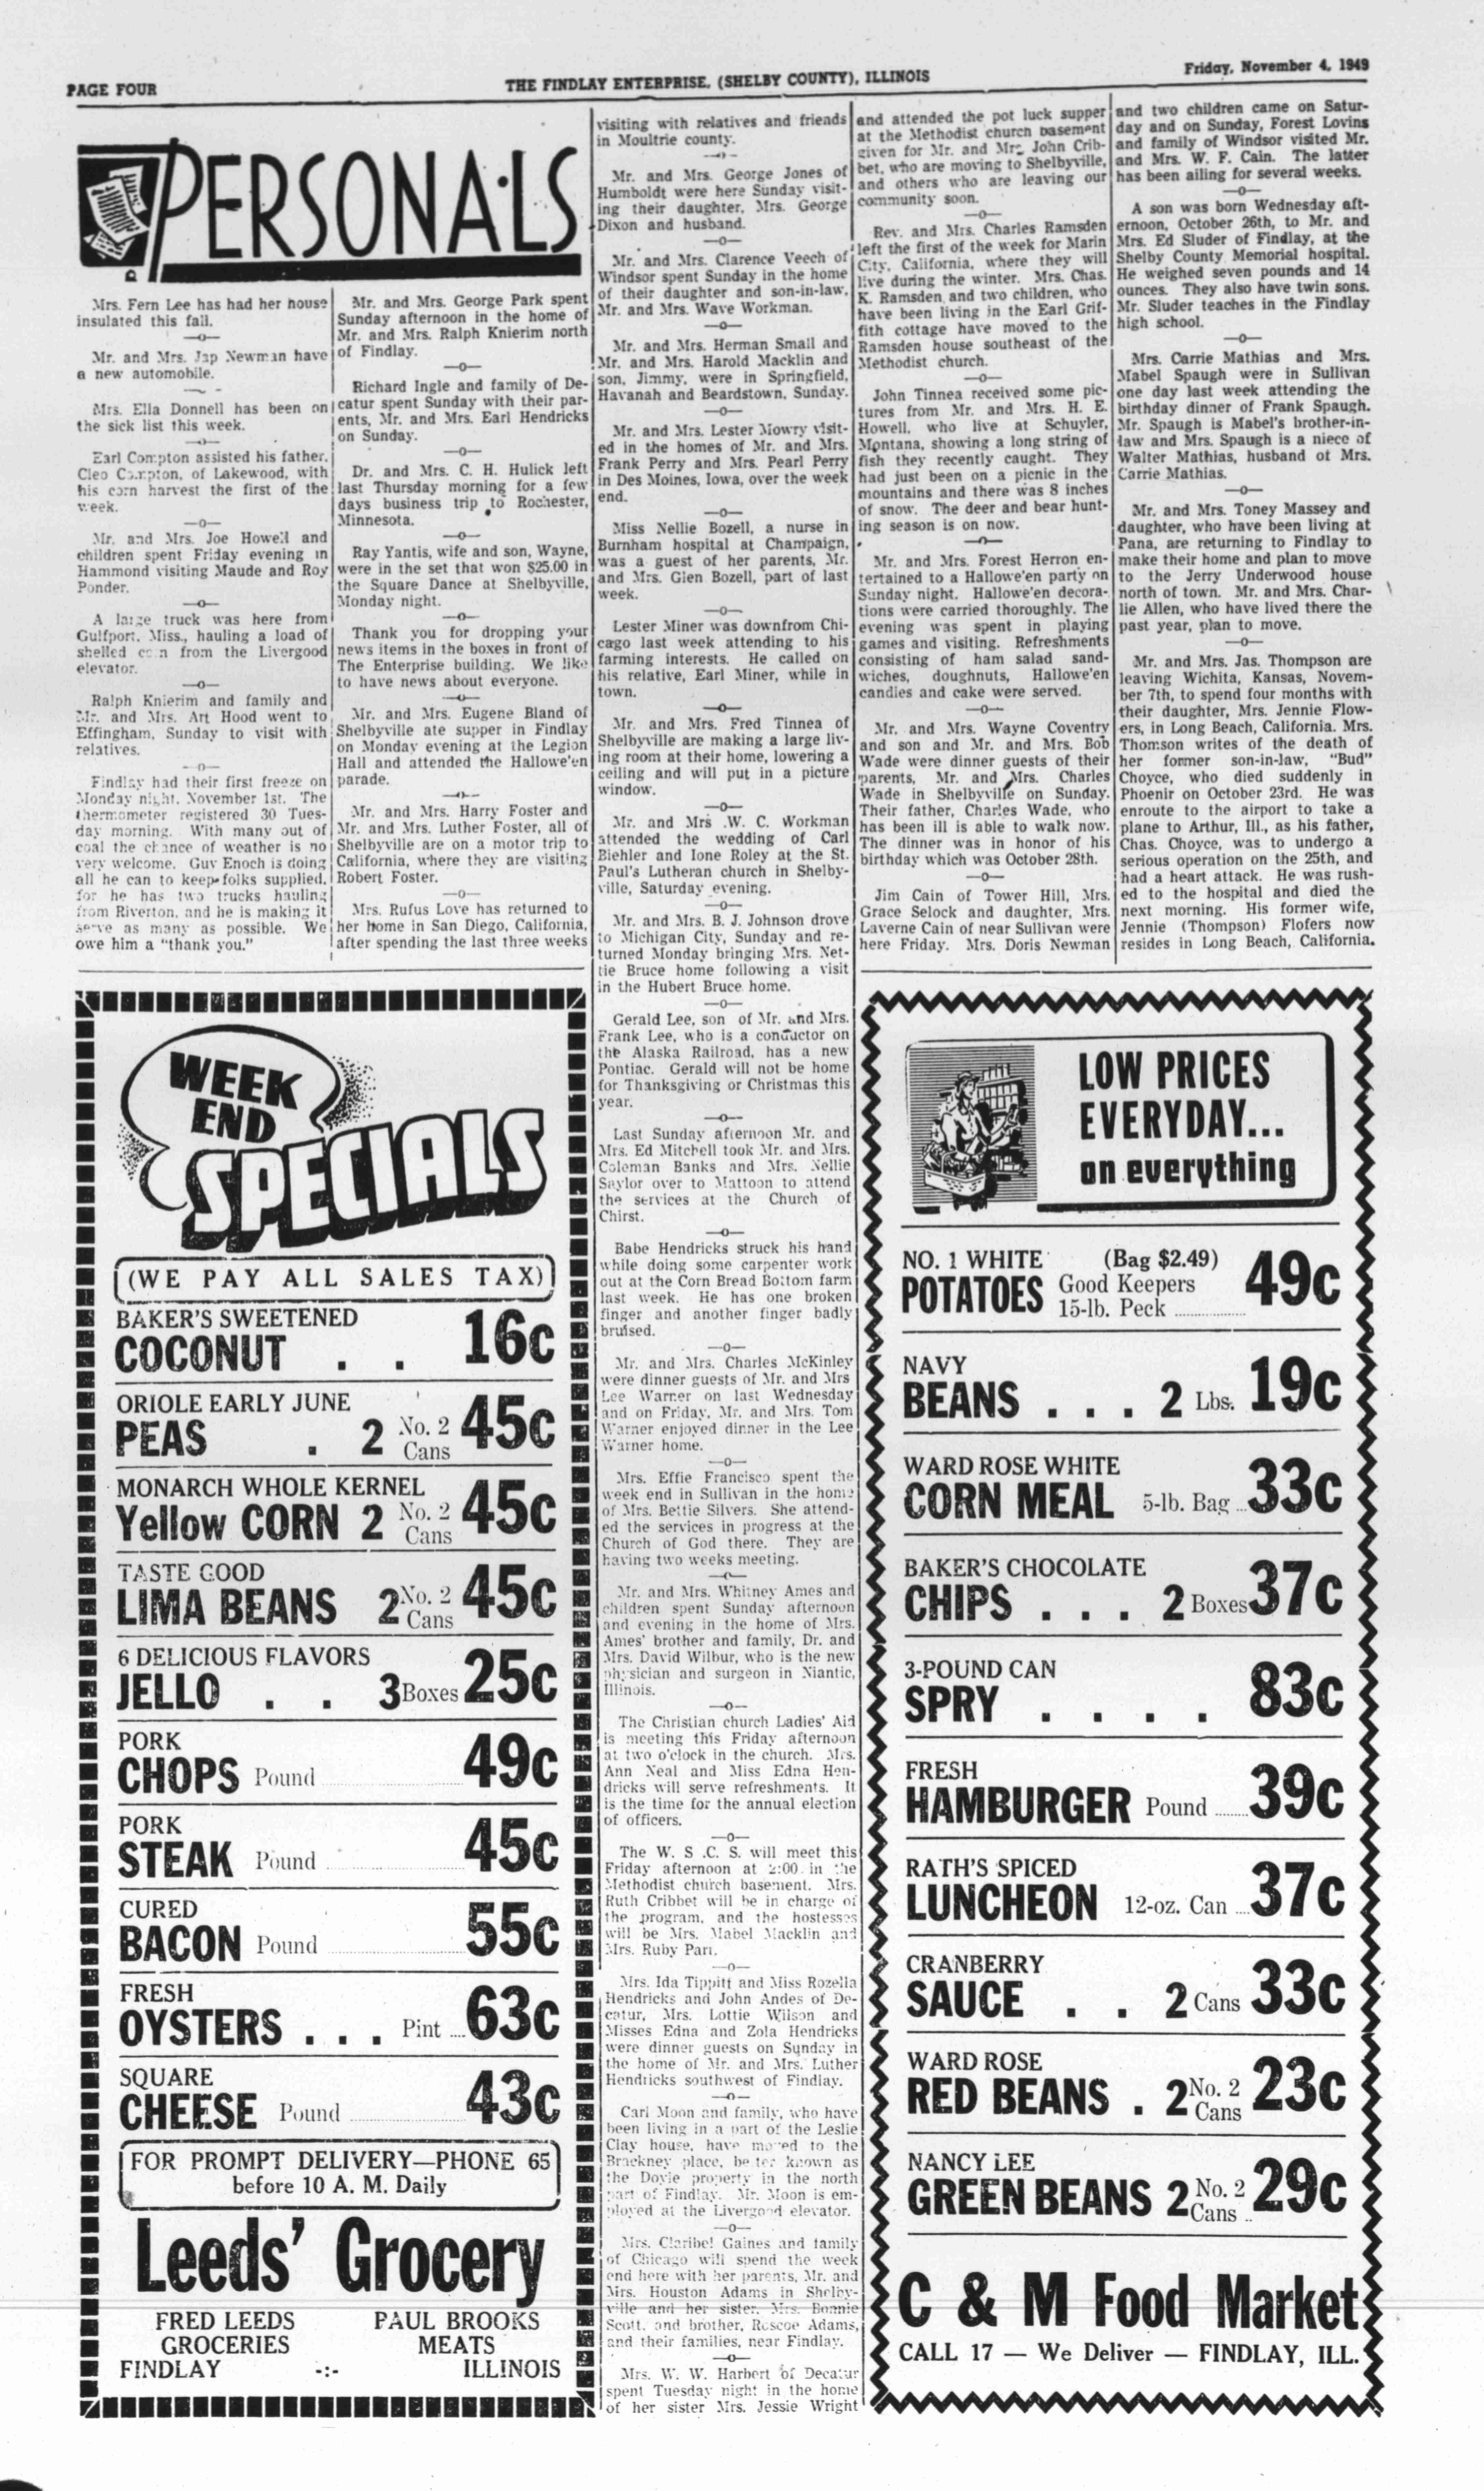 PAGE FOUR
THE FINDLAY ENTERPRISE, (SHELBY COUNTY), ILLINOIS
Friday, November 4, 1949
PERSONALS
Mrs. Fern Lee has had her house
insulated this fall.
—o—
Mr. and Mrs. Jap Newman have
a new automobile.
Mrs. Ella Donnell has been on
the sick list this week.
—o—
Earl Compton assisted his father,
Cleo Compton, of Lakewood, with
his corn harvest the first of the
week.
—o—
Mr. and Mrs. Joe Howell and
children spent Friday evening in
Hammond visiting Maude and Roy
Ponder.
—o—
A large truck was here from
Gulfport, Miss., hauling a load of
shelled corn from the Livergood
elevator.
—o—
Ralph Knierim and family and
Mr. and Mrs. Art Hood went to
Effingham, Sunday to visit with
relatives.
—o—
Findlay had their first freeze on
Monday night, November 1st. The
thermometer registered 30 Tues-
day morning. With many out of
coal the chance of weather is no
very welcome. Guy Enoch is doing
all he can to keep folks supplied,
for he has two trucks hauling
from Riverton, and he is making it
serve as many as possible. We
owe him a "thank you."
Mr. and Mrs. George Park spent
Sunday afternoon in the home of
Mr. and Mrs. Ralph Knierim north
of Findlay.
—o—
Richard Ingle and family of De-
catur spent Sunday with their par-
ents, Mr. and Mrs. Earl Hendricks
on Sunday.
—o—
Dr. and Mrs. C. H. Hulick left
last Thursday morning for a few
days business trip to Rochester,
Minnesota.
—o—
Ray Yantis, wife and son, Wayne,
were in the set that won $25.00 in
the Square Dance at Shelbyville,
Monday night.
—o—
Thank you for dropping your
news items in the boxes in front of
The Enterprise building. We like
to have news about everyone.
—o—
Mr. and Mrs. Eugene Bland of
Shelbyville ate supper in Findlay
on Monday evening at the Legion
Hall and attended the Hallowe'en
parade.
—o—
Mr. and Mrs. Harry Foster and
Mr. and Mrs. Luther Foster, all of
Shelbyville are on a motor trip to
California, where they are visiting
Robert Foster.
—o—
Mrs. Rufus Love has returned to
her home in San Diego, California,
after spending the last three weeks
visiting with relatives and friends
in Moultrie county.
—o—
Mr. and Mrs. George Jones of
Humboldt were here Sunday visit-
ing their daughter, Mrs. George
Dixon and husband.
—o—
Mr. and Mrs. Clarence Veech of
Windsor spent Sunday in the home
of their daughter and son-in-law,
Mr. and Mrs. Wave Workman.
—o—
Mr. and Mrs. Herman Small and
Mr. and Mrs. Harold Macklin and
son, Jimmy, were in Springfield,
Havanah and Beardstown, Sunday.
—o—
Mr. and Mrs. Lester Mowry visit-
ed in the homes of Mr. and Mrs.
Frank Perry and Mrs. Pearl Perry
in Des Moines, Iowa, over the week
end.
—o—
Miss Nellie Bozell, a nurse in
Burnham hospital at Champaign,
was a guest of her parents, Mr.
and Mrs. Glen Bozell, part of last
week.
—o—
Lester Miner was downfrom Chi-
cago last week attending to his
farming interests. He called on
his relative, Earl Miner, while in
town.
—o—
Mr. and Mrs. Fred Tinnea of
Shelbyville are making a large liv-
ing room at their home, lowering a
ceiling and will put in a picture
window.
—o—
Mr. and Mrs .W. C. Workman
attended the wedding of Carl
Biehler and Ione Roley at the St.
Paul's Lutheran church in Shelby-
ville, Saturday evening.
—o—
Mr. and Mrs. B. J. Johnson drove
to Michigan City, Sunday and re-
turned Monday bringing Mrs. Net-
tie Bruce home following a visit
in the Hubert Bruce home.
—o—
Gerald Lee, son of Mr. and Mrs.
Frank Lee, who is a conductor on
the Alaska Railroad, has a new
Pontiac. Gerald will not be home
for Thanksgiving or Christmas this
year.
—o—
Last Sunday afternoon Mr. and
Mrs. Ed Mitchell took Mr. and Mrs.
Coleman Banks and Mrs. Nellie
Saylor over to Mattoon to attend
the services at the Church of
Chirst.
—o—
Babe Hendricks struck his hand
while doing some carpenter work
out at the Corn Bread Bottom farm
last week. He has one broken
finger and another finger badly
bruised.
—o—
Mr. and Mrs. Charles McKinley
were dinner guests of Mr. and Mrs
Lee Warner on last Wednesday
and on Friday, Mr. and Mrs. Tom
Warner enjoyed dinner in the Lee
Warner home.
—o—
Mrs. Effie Francisco spent the
week end in Sullivan in the home
of Mrs. Bettie Silvers. She attend-
ed the services in progress at the
Church of God there. They are
having two weeks meeting.
—o—
Mr. and Mrs. Whitney Ames and
children spent Sunday afternoon
and evening in the home of Mrs.
Ames' brother and family, Dr. and
Mrs. David Wilbur, who is the new
physician and surgeon in Niantic,
Illinois.
—o—
The Christian church Ladies' Aid
is meeting this Friday afternoon
at two o'clock in the church. Mrs.
Ann Neal and Miss Edna Hen-
dricks will serve refreshments. It
is the time for the annual election
of officers.
—o—
The W. S .C. S. will meet this
Friday afternoon at 2:00 in the
Methodist church basement. Mrs.
Ruth Cribbet will be in charge of
the program, and the hostesses
will be Mrs. Mabel Macklin and
Mrs. Ruby Parr.
—o—
Mrs. Ida Tippitt and Miss Rozella
Hendricks and John Andes of De-
catur, Mrs. Lottie Wilson and
Misses Edna and Zola Hendricks
were dinner guests on Sunday in
the home of Mr. and Mrs. Luther
Hendricks southwest of Findlay.
—o—
Carl Moon and family, who have
been living in a part of the Leslie
Clay house, have moved to the
Brackney place, better known as
the Doyle property in the north
part of Findlay. Mr. Moon is em-
ployed at the Livergood elevator.
—o—
Mrs. Claribel Gaines and family
of Chicago will spend the week
end here with her parents, Mr. and
Mrs. Houston Adams in Shelby-
ville and her sister, Mrs. Bonnie
Scott, and brother, Roscoe Adams,
and their families, near Findlay.
—o—
Mrs. W. W. Harbert of Decatur
spent Tuesday night in the home
of her sister Mrs. Jessie Wright
and attended the pot luck supper
at the Methodist church basement
given for Mr. and Mrs John Crib-
bet, who are moving to Shelbyville,
and others who are leaving our
community soon.
—o—
Rev. and Mrs. Charles Ramsden
left the first of the week for Marin
City, California, where they will
live during the winter. Mrs. Chas.
K. Ramsden and two children, who
have been living in the Earl Grif-
fith cottage have moved to the
Ramsden house southeast of the
Methodist church.
—o—
John Tinnea received some pic-
tures from Mr. and Mrs. H. E.
Howell, who live at Schuyler,
Montana, showing a long string of
fish they recently caught. They
had just been on a picnic in the
mountains and there was 8 inches
of snow. The deer and bear hunt-
ing season is on now.
—o—
Mr. and Mrs. Forest Herron en-
tertained to a Hallowe'en party on
Sunday night. Hallowe'en decora-
tions were carried thoroughly. The
evening was spent in playing
games and visiting. Refreshments
consisting of ham salad sand-
wiches, doughnuts, Hallowe'en
candies and cake were served.
—o—
Mr. and Mrs. Wayne Coventry
and son and Mr. and Mrs. Bob
Wade were dinner guests of their
parents, Mr. and Mrs. Charles
Wade in Shelbyville on Sunday.
Their father, Charles Wade, who
has been ill is able to walk now.
The dinner was in honor of his
birthday which was October 28th.
—o—
Jim Cain of Tower Hill, Mrs.
Grace Selock and daughter, Mrs.
Laverne Cain of near Sullivan were
here Friday. Mrs. Doris Newman
and two children came on Satur-
day and on Sunday, Forest Lovins
and family of Windsor visited Mr.
and Mrs. W. F. Cain. The latter
has been ailing for several weeks.
—o—
A son was born Wednesday aft-
ernoon, October 26th, to Mr. and
Mrs. Ed Sluder of Findlay, at the
Shelby County Memorial hospital.
He weighed seven pounds and 14
ounces. They also have twin sons.
Mr. Sluder teaches in the Findlay
high school.
—o—
Mrs. Carrie Mathias and Mrs.
Mabel Spaugh were in Sullivan
one day last week attending the
birthday dinner of Frank Spaugh.
Mr. Spaugh is Mabel's brother-in-
law and Mrs. Spaugh is a niece of
Walter Mathias, husband of Mrs.
Carrie Mathias.
—o—
Mr. and Mrs. Toney Massey and
daughter, who have been living at
Pana, are returning to Findlay to
make their home and plan to move
to the Jerry Underwood house
north of town. Mr. and Mrs. Char-
lie Allen, who have lived there the
past year, plan to move.
—o—
Mr. and Mrs. Jas. Thompson are
leaving Wichita, Kansas, Novem-
ber 7th, to spend four months with
their daughter, Mrs. Jennie Flow-
ers, in Long Beach, California. Mrs.
Thomson writes of the death of
her former son-in-law, "Bud"
Choyce, who died suddenly in
Phoenir on October 23rd. He was
enroute to the airport to take a
plane to Arthur, Ill., as his father,
Chas. Choyce, was to undergo a
serious operation on the 25th, and
had a heart attack. He was rush-
ed to the hospital and died the
next morning. His former wife,
Jennie (Thompson) Flofers now
resides in Long Beach, California.
WEEK
END
SPECIALS
(WE PAY ALL SALES TAX)
BAKER'S SWEETENED
COCONUT . . 16c
ORIOLE EARLY JUNE
PEAS . 2 No. 2 Cans 45c
MONARCH WHOLE KERNEL
Yellow CORN 2 No. 2 Cans 45c
TASTE GOOD
LIMA BEANS 2 No. 2 Cans 45c
6 DELICIOUS FLAVORS
JELLO . . 3 Boxes 25c
PORK
CHOPS Pound 49c
PORK
STEAK Pound 45c
CURED
BACON Pound 55c
FRESH
OYSTERS . . . Pint 63c
SQUARE
CHEESE Pound 43c
FOR PROMPT DELIVERY—PHONE 65
before 10 A. M. Daily
Leeds' Grocery
FRED LEEDS PAUL BROOKS
GROCERIES MEATS
FINDLAY -:- ILLINOIS
LOW PRICES
EVERYDAY...
on everything
NO. 1 WHITE (Bag $2.49)
POTATOES Good Keepers
15-lb. Peck 49c
NAVY
BEANS . . . 2 Lbs. 19c
WARD ROSE WHITE
CORN MEAL 5-lb. Bag 33c
BAKER'S CHOCOLATE
CHIPS . . . 2 Boxes 37c
3-POUND CAN
SPRY . . . . 83c
FRESH
HAMBURGER Pound 39c
RATH'S SPICED
LUNCHEON 12-oz. Can 37c
CRANBERRY
SAUCE . . 2 Cans 33c
WARD ROSE
RED BEANS . 2 No. 2 Cans 23c
NANCY LEE
GREEN BEANS 2 No. 2 Cans 29c
C & M Food Market
CALL 17 — We Deliver — FINDLAY, ILL.